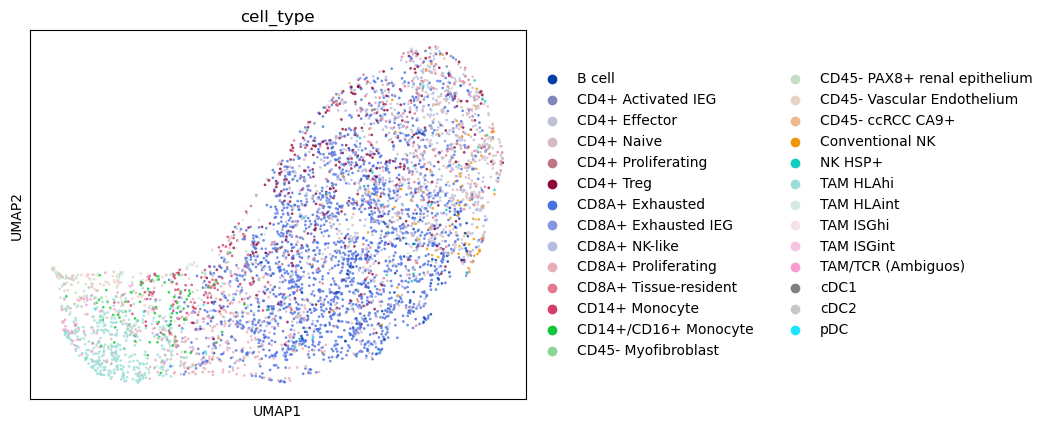 cell_type
UMAP2
UMAP1
B cell
CD4+ Activated IEG
CD4+ Effector
CD4+ Naive
CD4+ Proliferating
CD4+ Treg
CD8A+ Exhausted
CD8A+ Exhausted IEG
CD8A+ NK-like
CD8A+ Proliferating
CD8A+ Tissue-resident
CD14+ Monocyte
CD14+/CD16+ Monocyte
CD45- Myofibroblast
CD45- PAX8+ renal epithelium
CD45- Vascular Endothelium
CD45- ccRCC CA9+
Conventional NK
NK HSP+
TAM HLAhi
TAM HLAint
TAM ISGhi
TAM ISGint
TAM/TCR (Ambiguos)
cDC1
cDC2
pDC